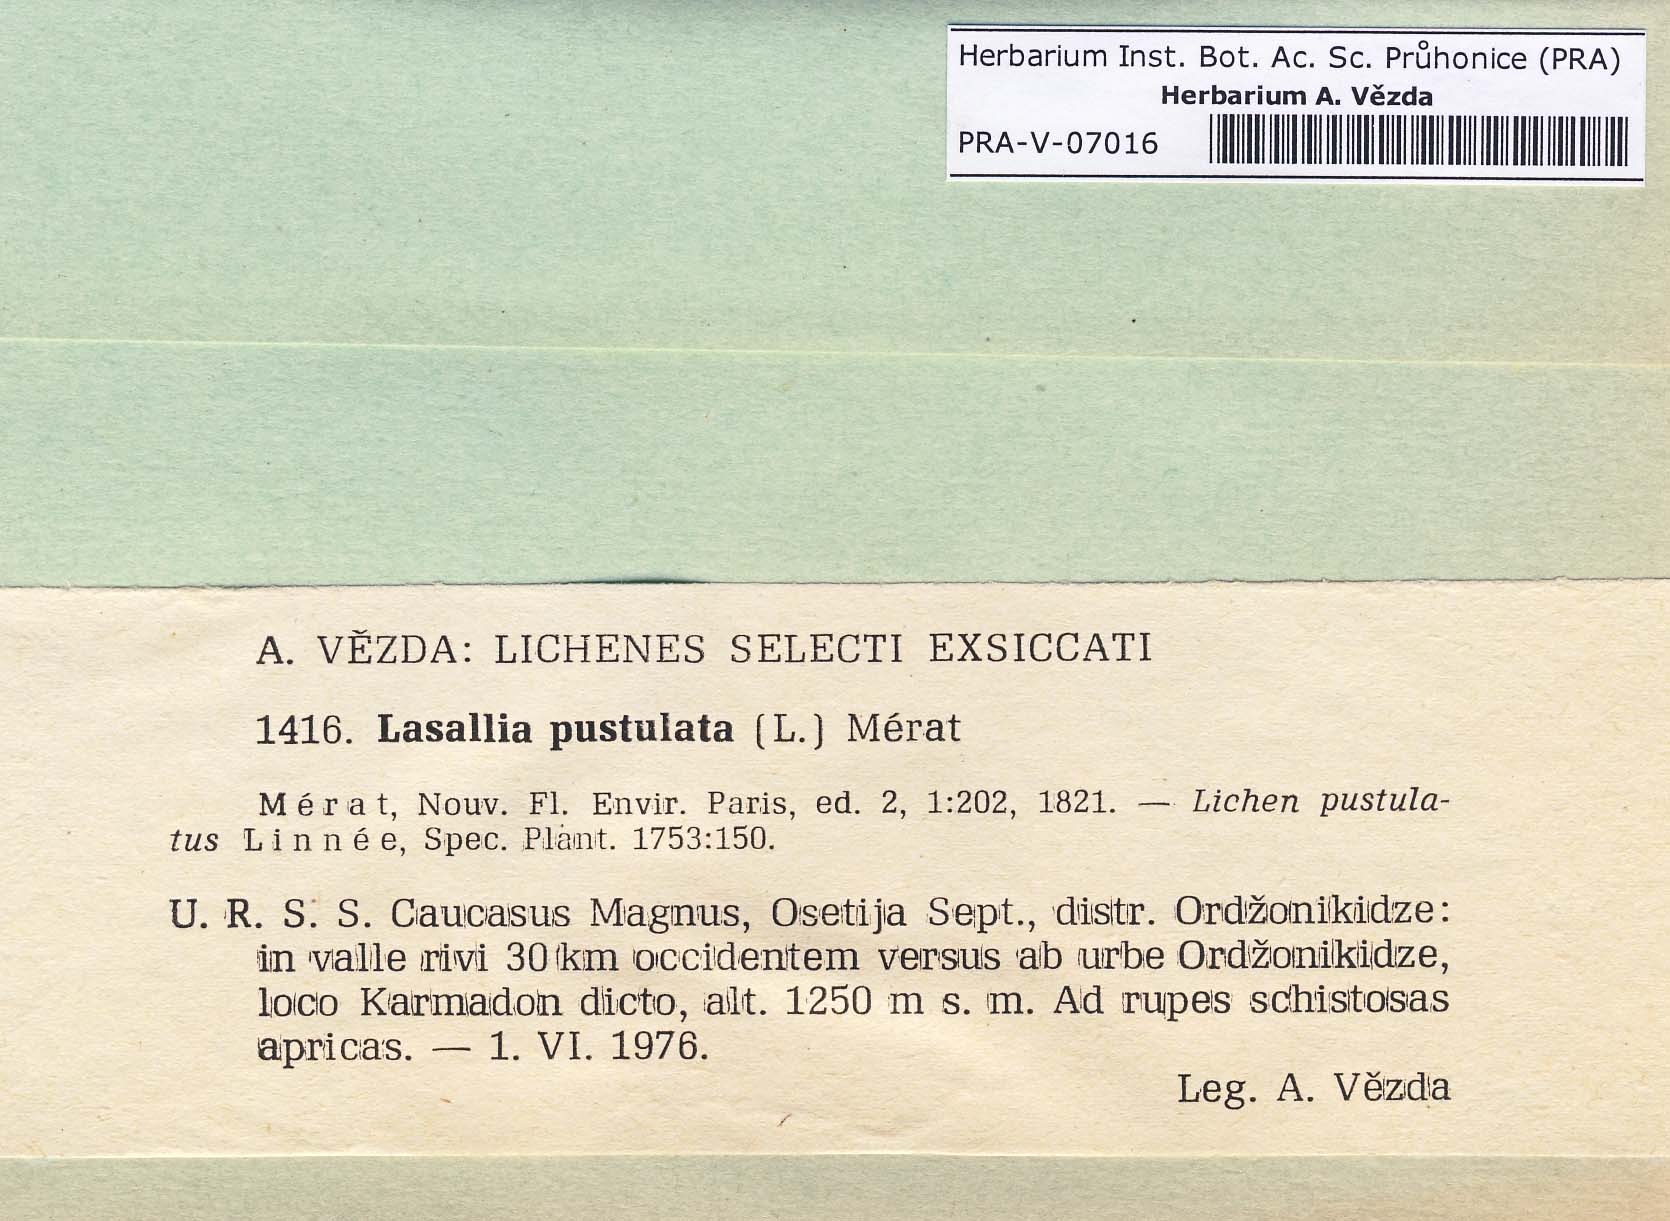 Herbarium Inst. Bot. Ac. Sc. Průhonice (PRA)
Herbarium A. Vězda
PRA-V-07016
A. VĚZDA: LICHENES SELECTI EXSICCATI
1416. Lasallia pustulata (L.) Mérat
Mérat, Nouv. Fl. Envir. Paris, ed. 2, 1:202, 1821. — Lichen pustula-
tus Linnée, Spec. Plant. 1753:150.
U. R. S. S. Caucasus Magnus, Osetija Sept., distr. Ordžonikidze:
in valle rivi 30 km occidentem versus ab urbe Ordžonikidze,
loco Karmadon dicto, alt. 1250 m s. m. Ad rupes schistosas
apricas. — 1. VI. 1976.
Leg. A. Vězda